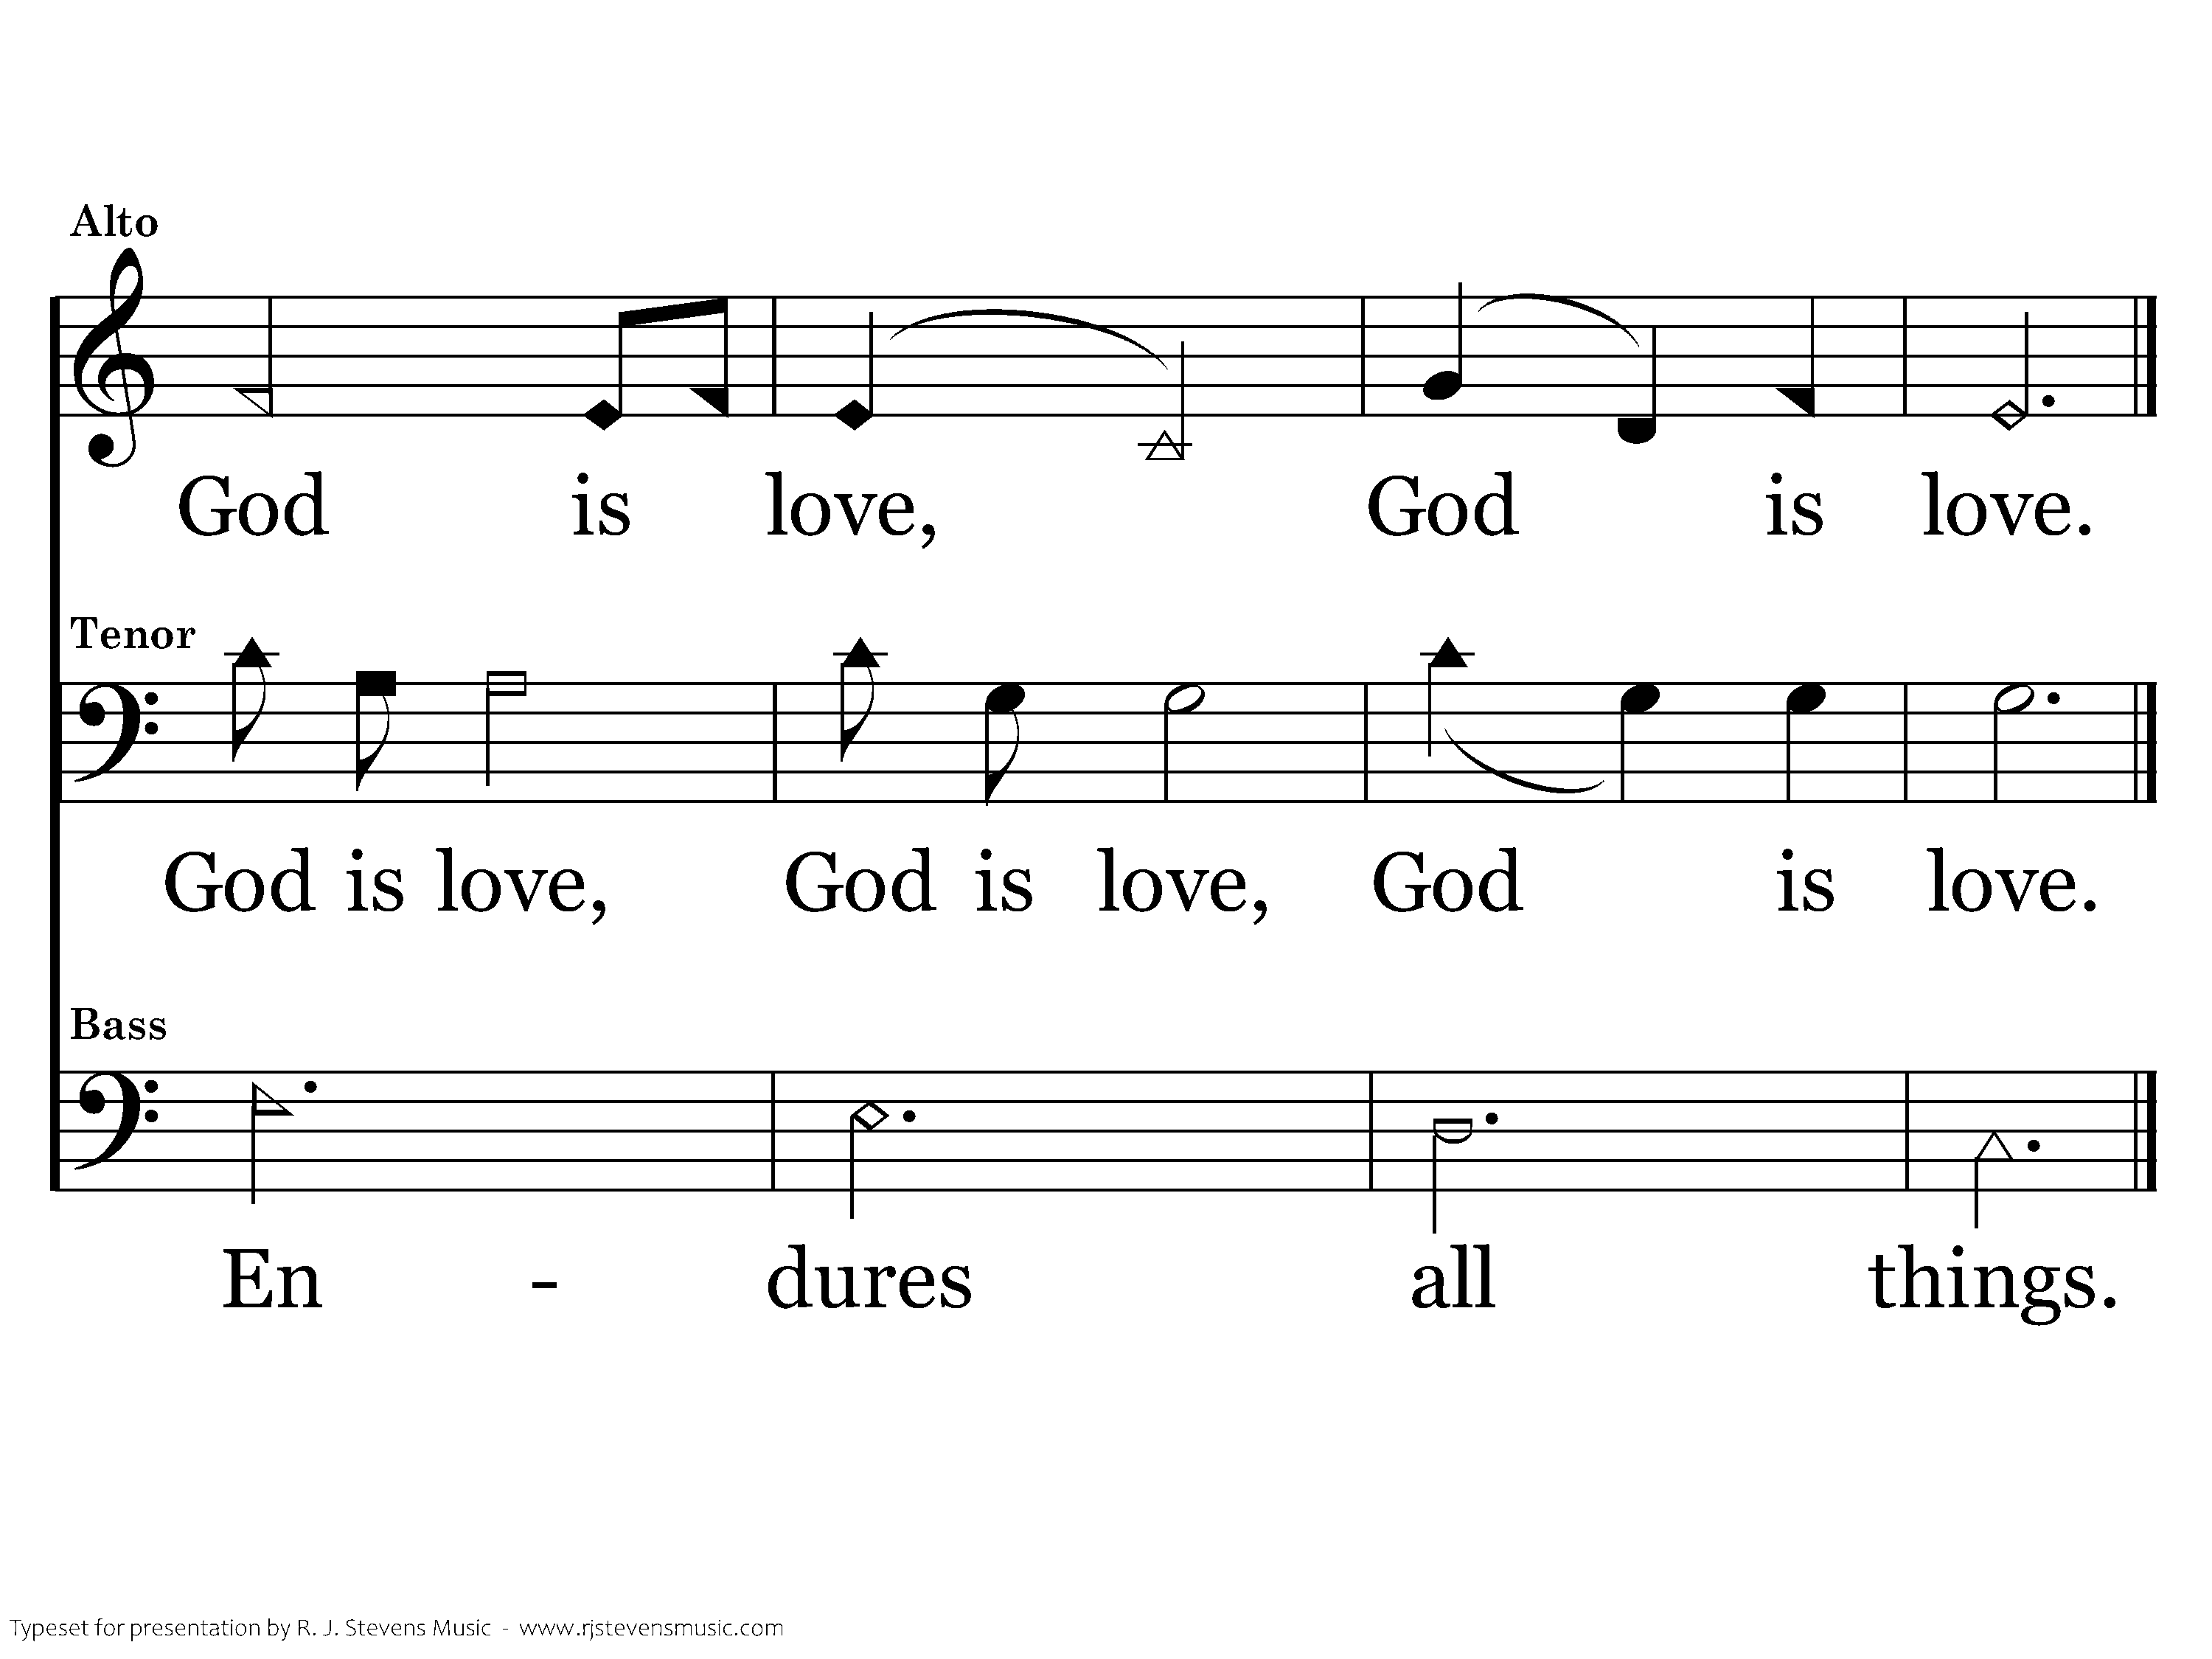 Alto
God is love, God is love.
Tenor
God is love, God is love, God is love.
Bass
En - dures all things.
Typeset for presentation by R. J. Stevens Music - www.rjstevensmusic.com